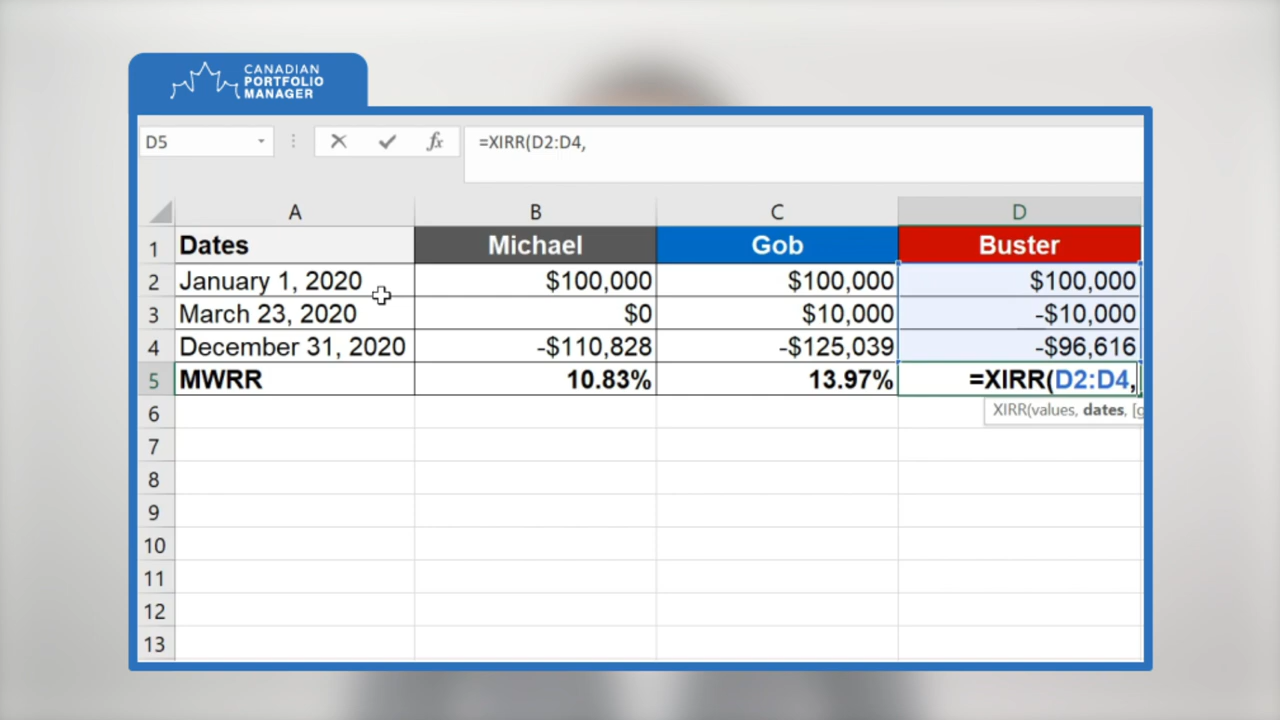 CANADIAN
PORTFOLIO
MANAGER
D5 fx =XIRR(D2:D4,
A B C D
1 Dates Michael Gob Buster
2 January 1, 2020 $100,000 $100,000 $100,000
3 March 23, 2020 $0 $10,000 -$10,000
4 December 31, 2020 -$110,828 -$125,039 -$96,616
5 MWRR 10.83% 13.97% =XIRR(D2:D4,
6 XIRR(values, dates, [g
7
8
9
10
11
12
13